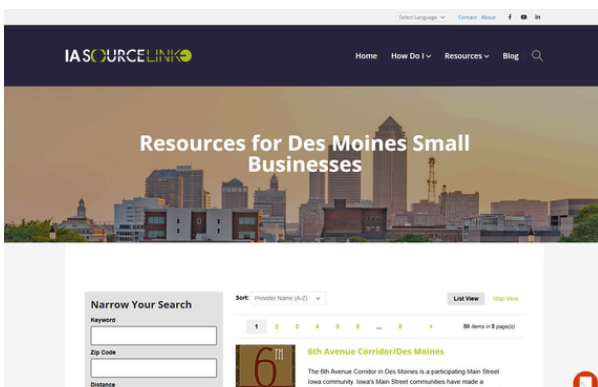 Select Language
Contact About
IASOURCELINK
Home How Do I Resources Blog
Resources for Des Moines Small
Businesses
Narrow Your Search
Keyword
Zip Code
Distance
Sort: Provider Name (A-Z)
List View Map View
1 2 3 4 5 6 ... 8 >
80 items in 8 page(s)
6TH
6th Avenue Corridor/Des Moines
The 6th Avenue Corridor in Des Moines is a participating Main Street
Iowa community. Iowa's Main Street communities have made a